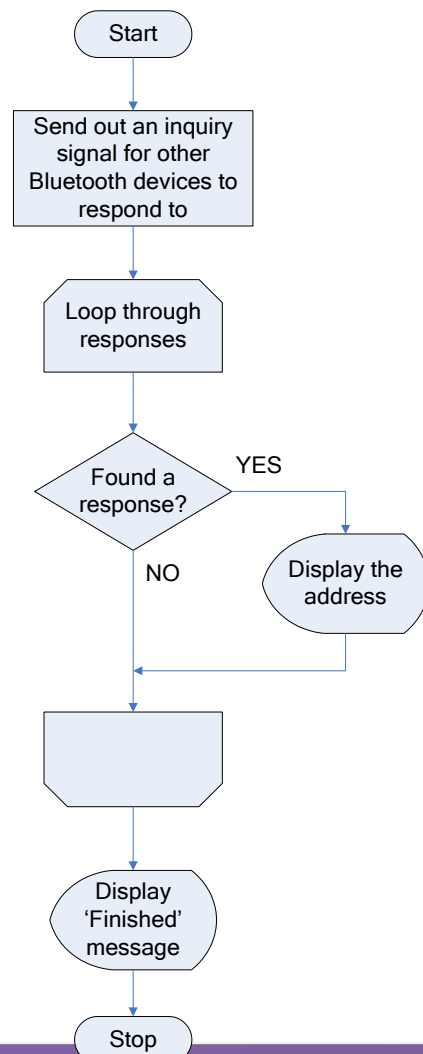 Start
Send out an inquiry
signal for other
Bluetooth devices to
respond to
Loop through
responses
Found a
response?
YES
NO
Display the
address
Display
‘Finished’
message
Stop